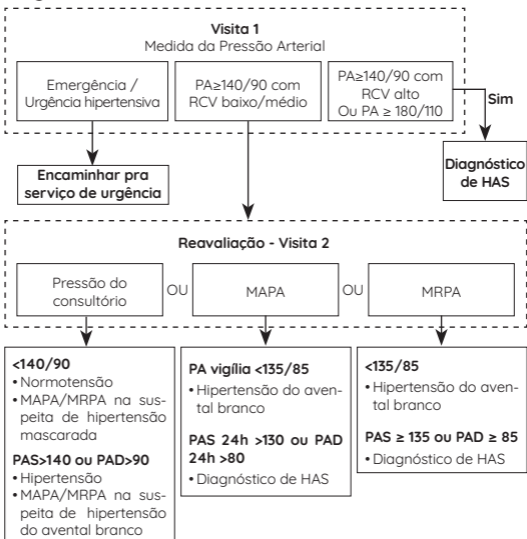 Visita 1
Medida da Pressão Arterial
Emergência /
Urgência hipertensiva
PA≥140/90 com
RCV baixo/médio
PA≥140/90 com
RCV alto
Ou PA ≥ 180/110
Sim
Encaminhar pra
serviço de urgência
Diagnóstico
de HAS
Reavaliação - Visita 2
Pressão do
consultório
OU
MAPA
OU
MRPA
<140/90
• Normotensão
• MAPA/MRPA na sus-
peita de hipertensão
mascarada
PAS>140 ou PAD>90
• Hipertensão
• MAPA/MRPA na sus-
peita de hipertensão
do avental branco
PA vigília <135/85
• Hipertensão do aven-
tal branco
PAS 24h >130 ou PAD
24h >80
• Diagnóstico de HAS
<135/85
• Hipertensão do aven-
tal branco
PAS ≥ 135 ou PAD ≥ 85
• Diagnóstico de HAS